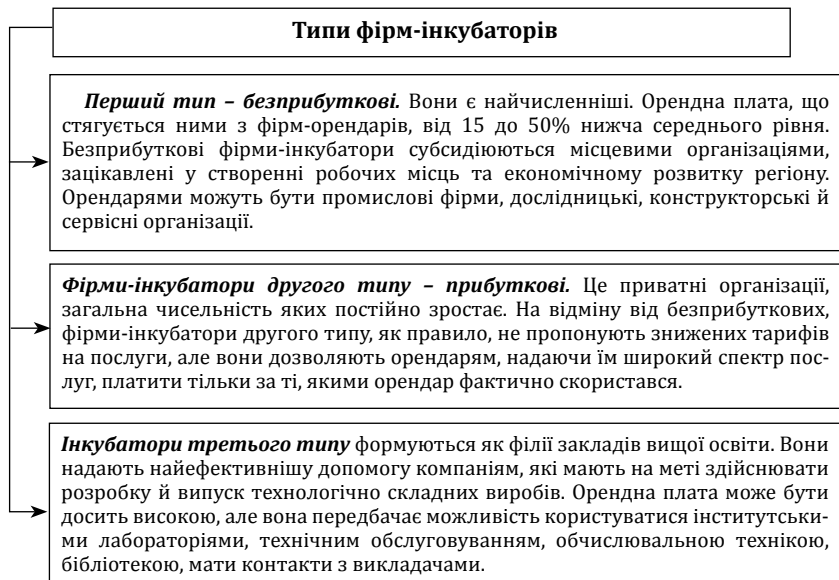 Типи фірм-інкубаторів
Перший тип – безприбуткові. Вони є найчисленніші. Орендна плата, що
стягується ними з фірм-орендарів, від 15 до 50% нижча середнього рівня.
Безприбуткові фірми-інкубатори субсидіюються місцевими організаціями,
зацікавлені у створенні робочих місць та економічному розвитку регіону.
Орендарями можуть бути промислові фірми, дослідницькі, конструкторські й
сервісні організації.
Фірми-інкубатори другого типу – прибуткові. Це приватні організації,
загальна чисельність яких постійно зростає. На відміну від безприбуткових,
фірми-інкубатори другого типу, як правило, не пропонують знижених тарифів
на послуги, але вони дозволяють орендарям, надаючи їм широкий спектр пос-
луг, платити тільки за ті, якими орендар фактично скористався.
Інкубатори третього типу формуються як філії закладів вищої освіти. Вони
надають найефективнішу допомогу компаніям, які мають на меті здійснювати
розробку й випуск технологічно складних виробів. Орендна плата може бути
досить високою, але вона передбачає можливість користуватися інститутськи-
ми лабораторіями, технічним обслуговуванням, обчислювальною технікою,
бібліотекою, мати контакти з викладачами.